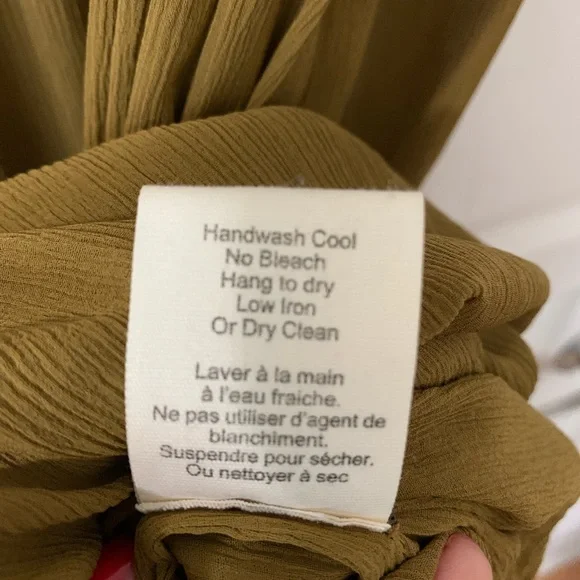 Handwash Cool
No Bleach
Hang to dry
Low Iron
Or Dry Clean
Laver à la main
à l'eau fraiche.
Ne pas utiliser d'agent de
blanchiment.
Suspendre pour sécher.
Ou nettoyer à sec